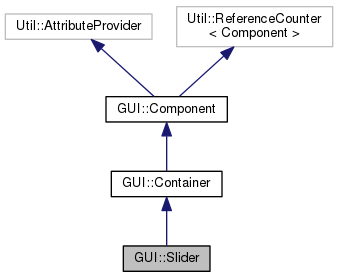 Util::AttributeProvider
Util::ReferenceCounter
< Component >
GUI::Component
GUI::Container
GUI::Slider